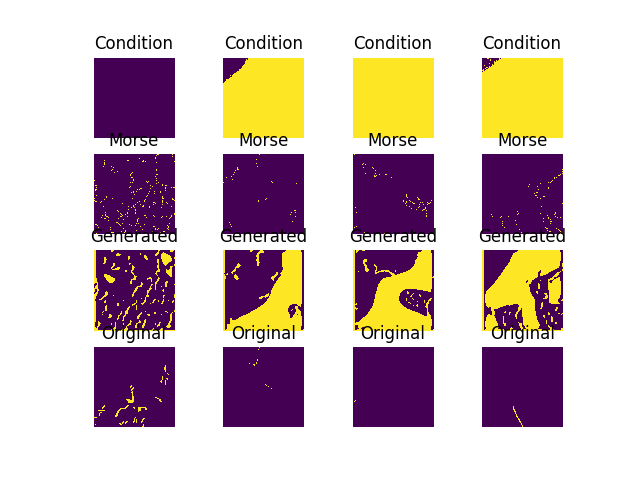 Condition Condition Condition Condition
Morse Morse Morse Morse
Generated Generated Generated Generated
Original Original Original Original